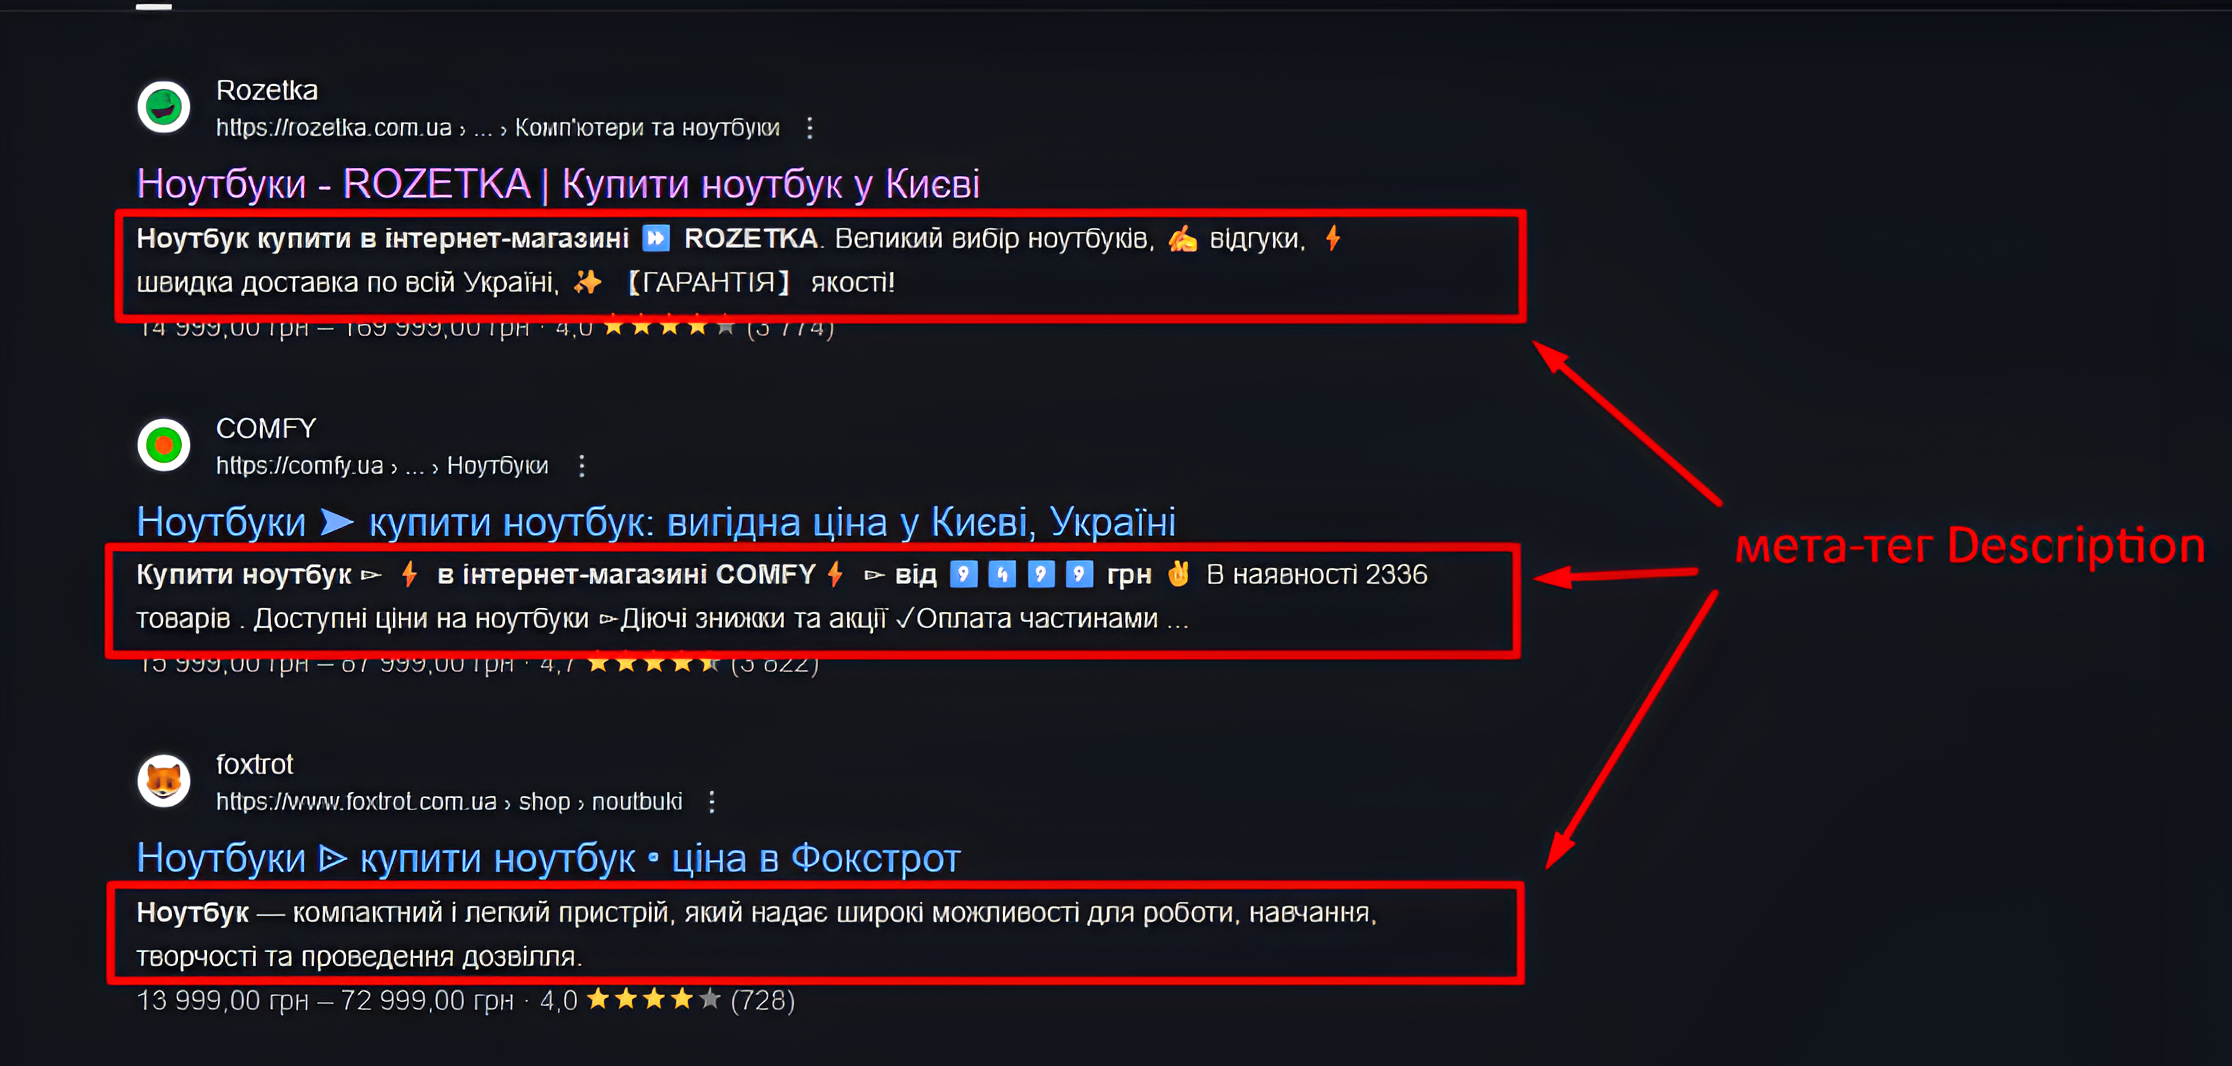 Rozetka
https://rozetka.com.ua › ... › Комп'ютери та ноутбуки
Ноутбуки - ROZETKA | Купити ноутбук у Києві
Ноутбук купити в інтернет-магазині ⏩ ROZETKA. Великий вибір ноутбуків, ✍ відгуки, ⚡
швидка доставка по всій Україні, ✨ 【ГАРАНТІЯ】 якості!
14 999,00 грн – 169 999,00 грн · 4,0 ★★★★★ (3 774)
COMFY
https://comfy.ua › ... › Ноутбуки
Ноутбуки ➤ купити ноутбук: вигідна ціна у Києві, Україні
Купити ноутбук ▻ ⚡ в інтернет-магазині COMFY⚡ ▻ від 9️⃣4️⃣9️⃣9️⃣ грн ✌ В наявності 2336
товарів . Доступні ціни на ноутбуки ▻Діючі знижки та акції ✓Оплата частинами ...
15 999,00 грн – 87 999,00 грн · 4,7 ★★★★★ (3 822)
мета-тег Description
foxtrot
https://www.foxtrot.com.ua › shop › noutbuki
Ноутбуки ᐉ купити ноутбук • ціна в Фокстрот
Ноутбук — компактний і легкий пристрій, який надає широкі можливості для роботи, навчання,
творчості та проведення дозвілля.
13 999,00 грн – 72 999,00 грн · 4,0 ★★★★★ (728)